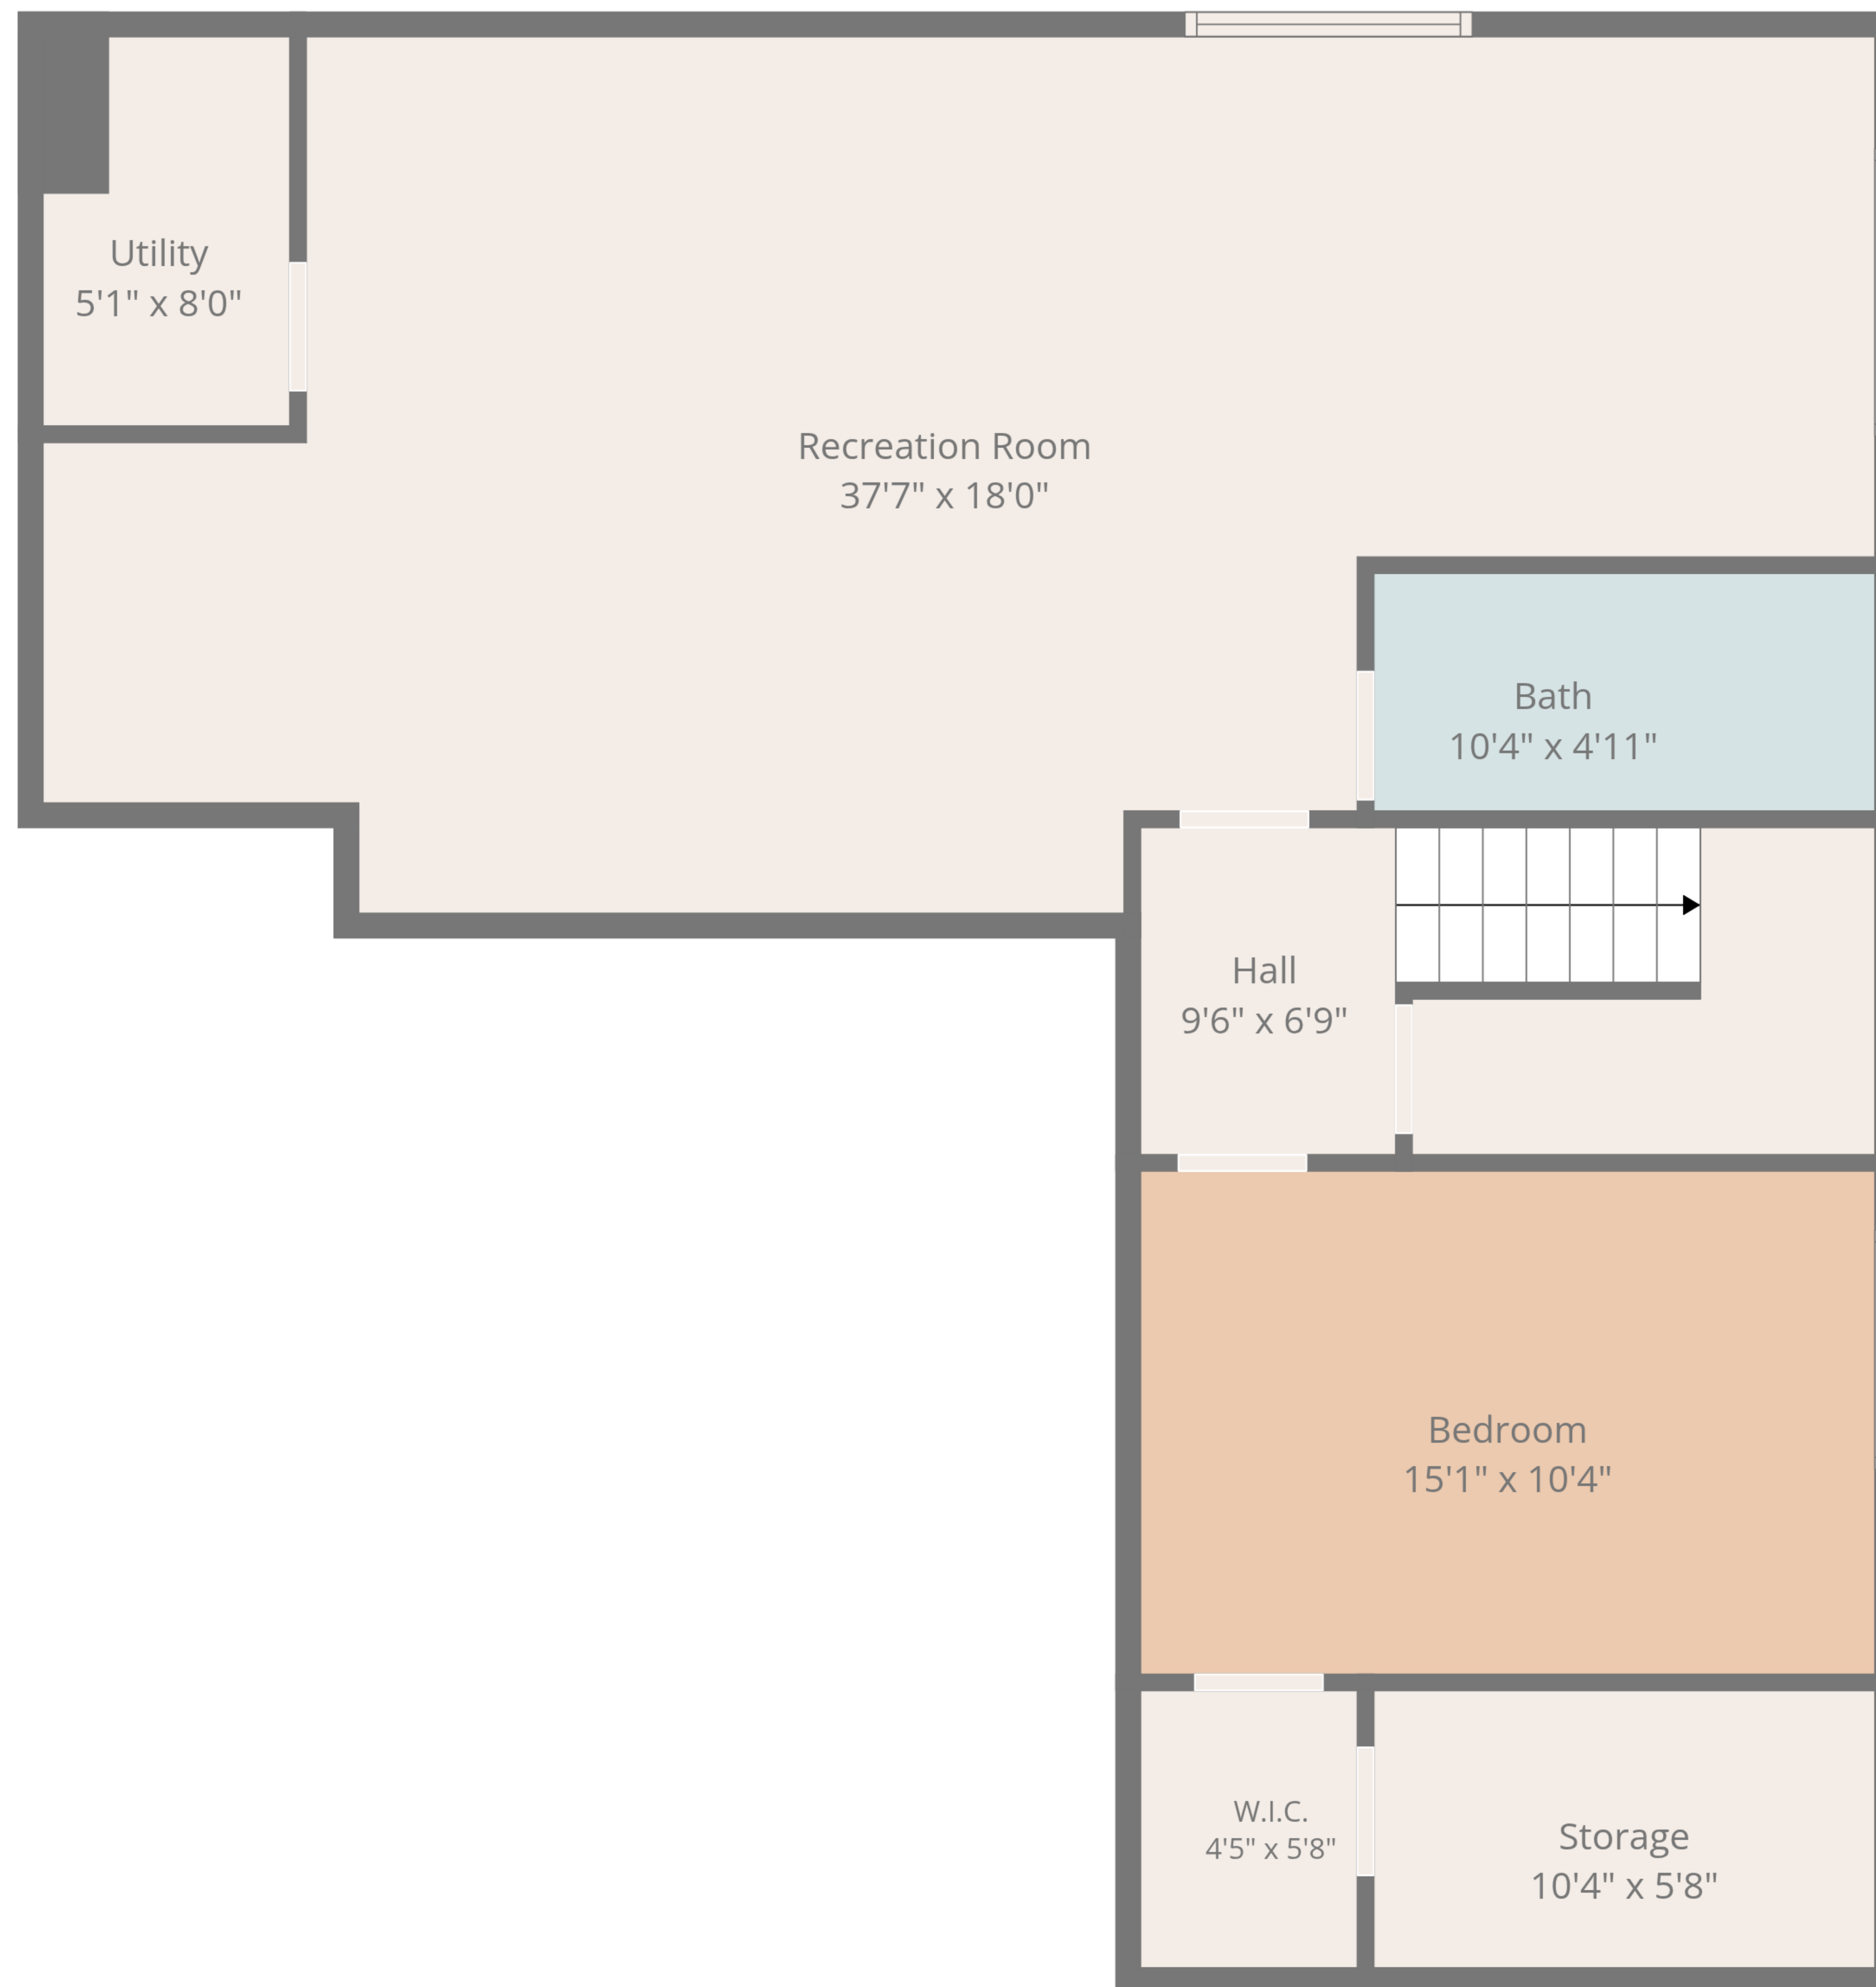 Utility
5'1" x 8'0"
Recreation Room
37'7" x 18'0"
Bath
10'4" x 4'11"
Hall
9'6" x 6'9"
Bedroom
15'1" x 10'4"
W.I.C.
4'5" x 5'8"
Storage
10'4" x 5'8"